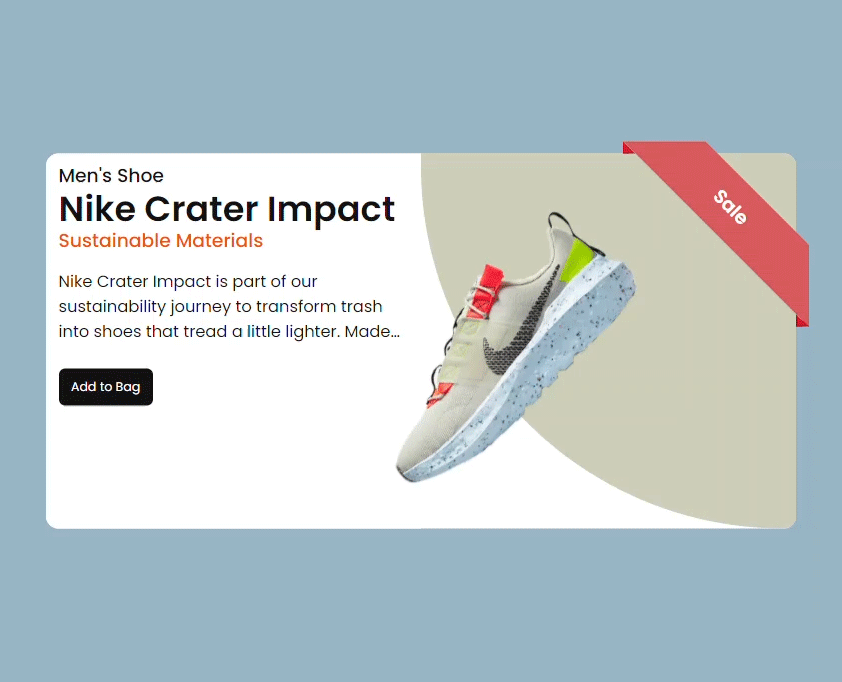 Men's Shoe
Nike Crater Impact
Sustainable Materials
Nike Crater Impact is part of our
sustainability journey to transform trash
into shoes that tread a little lighter. Made...
Add to Bag
Sale